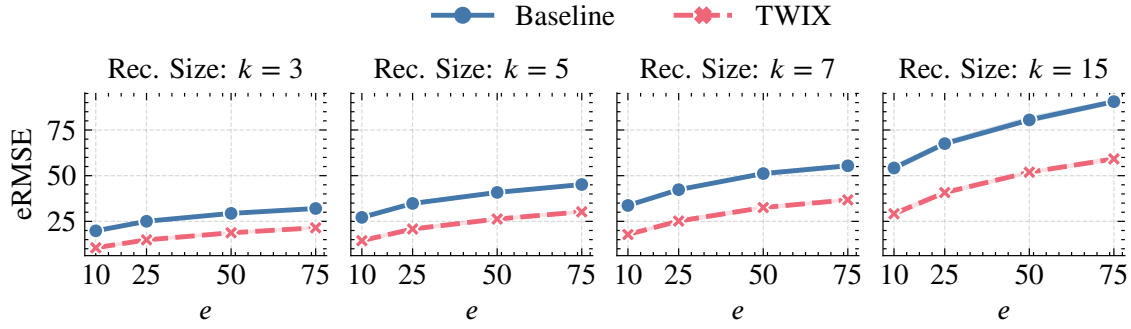 Baseline TWIX
Rec. Size: k = 3
Rec. Size: k = 5
Rec. Size: k = 7
Rec. Size: k = 15
eRMSE
75
50
25
10 25 50 75
10 25 50 75
10 25 50 75
10 25 50 75
e
e
e
e